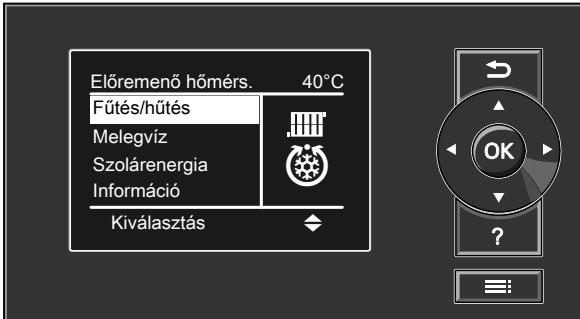 Előremenő hőmérs. 40°C
Fűtés/hűtés
Melegvíz
Szolárenergia
Információ
Kiválasztás
OK
?